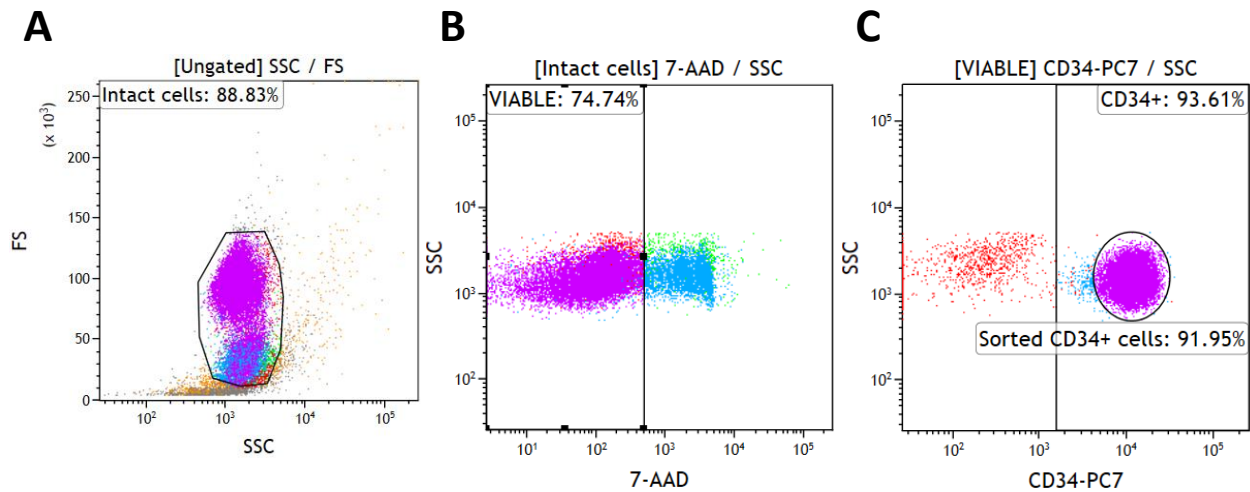 A
B
C
[Ungated] SSC / FS
Intact cells: 88.83%
(x 10³)
250
200
150
100
50
0
FS
10² 10³ 10⁴ 10⁵
SSC
[Intact cells] 7-AAD / SSC
VIABLE: 74.74%
10⁵
10⁴
10³
10²
SSC
10¹ 10² 10³ 10⁴ 10⁵
7-AAD
[VIABLE] CD34-PC7 / SSC
CD34+: 93.61%
10⁵
10⁴
10³
10²
SSC
Sorted CD34+ cells: 91.95%
10² 10³ 10⁴ 10⁵
CD34-PC7